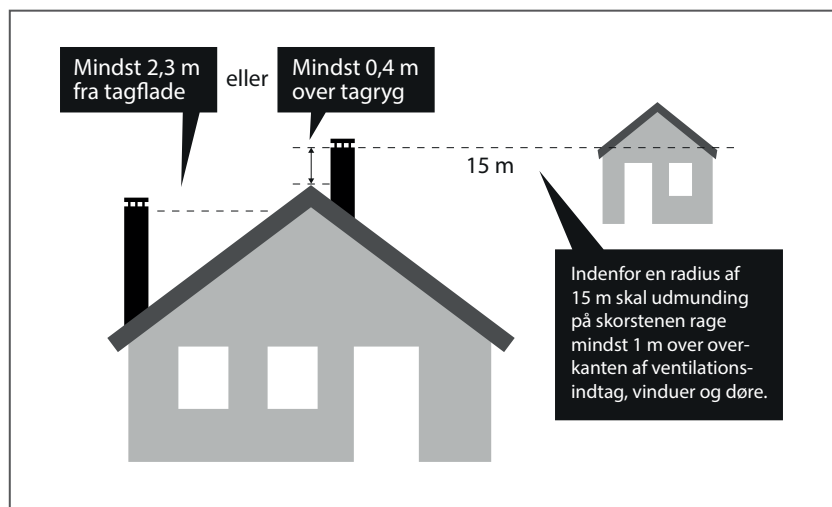 Mindst 2,3 m
fra tagflade
eller
Mindst 0,4 m
over tagryg
15 m
Indenfor en radius af
15 m skal udmunding
på skorstenen rage
mindst 1 m over over-
kanten af ventilations-
indtag, vinduer og døre.